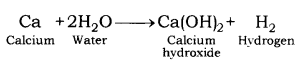 Ca + 2H₂O ⟶ Ca(OH)₂ + H₂
Calcium Water Calcium Hydrogen
hydroxide